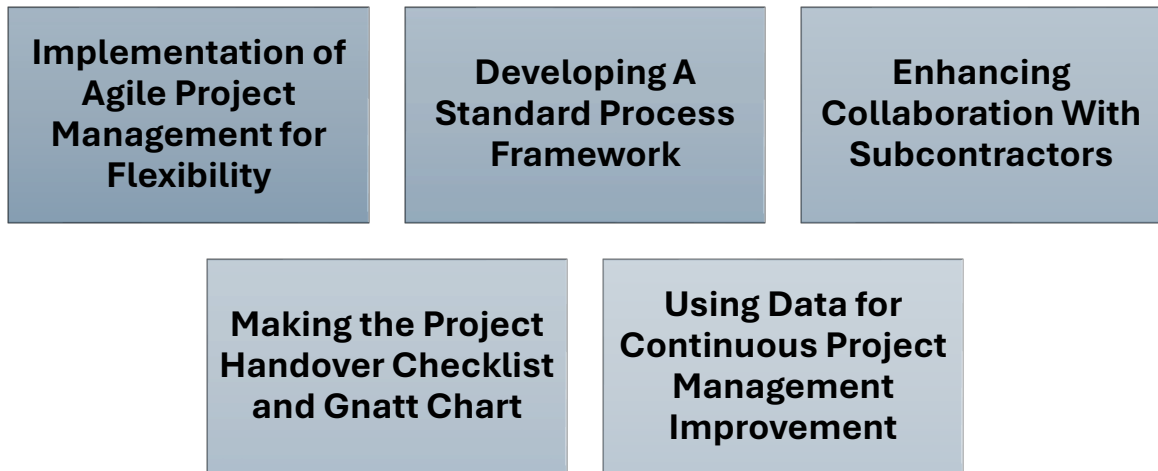 Implementation of
Agile Project
Management for
Flexibility
Developing A
Standard Process
Framework
Enhancing
Collaboration With
Subcontractors
Making the Project
Handover Checklist
and Gnatt Chart
Using Data for
Continuous Project
Management
Improvement